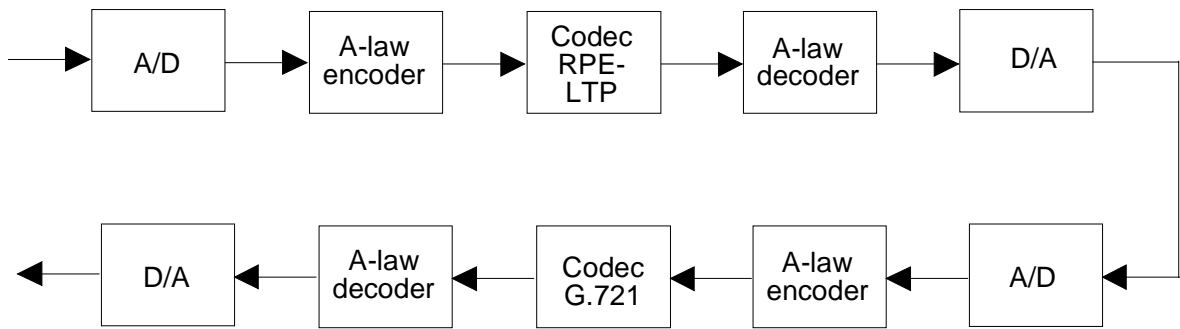 A/D
A-law
encoder
Codec
RPE-
LTP
A-law
decoder
D/A
D/A
A-law
decoder
Codec
G.721
A-law
encoder
A/D